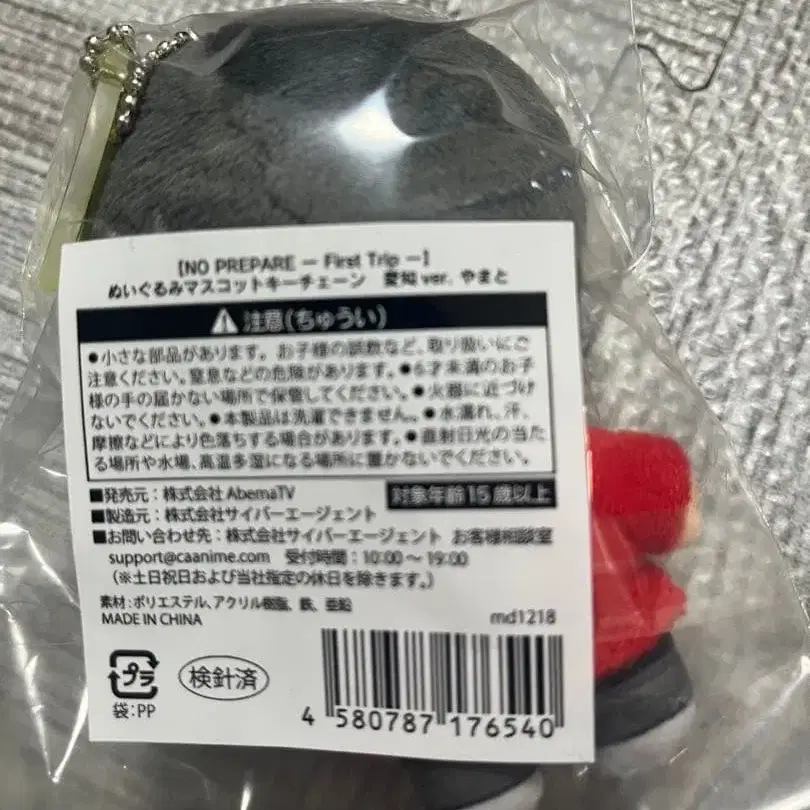 【NO PREPARE － First Trip －】
ぬいぐるみマスコットキーチェーン　愛知 ver. やまと
注意(ちゅうい)
●小さな部品があります。お子様の誤飲など、取り扱いにご
注意ください。窒息などの危険があります。●6才未満のお子
様の手の届かない場所で保管してください。●火器に近づけ
ないでください。●本製品は洗濯できません。●水濡れ、汗、
摩擦などにより色落ちする場合があります。●直射日光の当た
る場所や水場、高温多湿になる場所に置かないでください。
■発売元：株式会社 AbemaTV　対象年齢15歳以上
■製造元：株式会社サイバーエージェント
■お問い合わせ先：株式会社サイバーエージェント お客様相談室
support@caanime.com　受付時間：10:00～19:00
（※土日祝日および当社指定の休日を除きます。）
素材：ポリエステル、アクリル樹脂、鉄、亜鉛
MADE IN CHINA　md1218
プラ　検針済
袋：PP
4 580787 176540